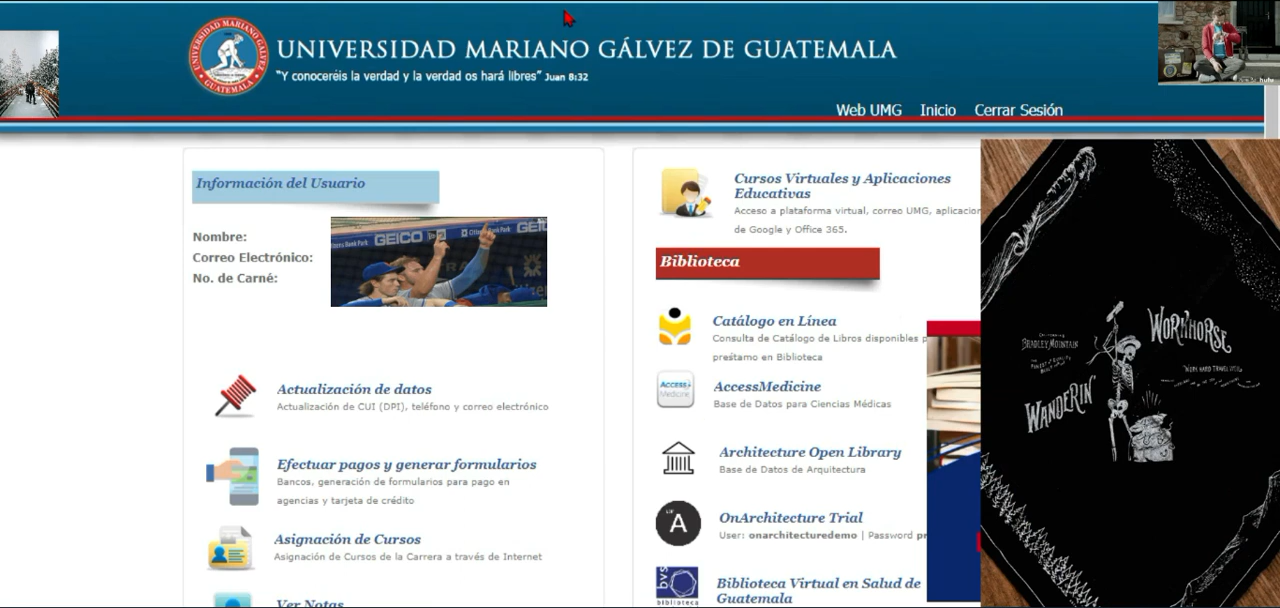 UNIVERSIDAD MARIANO GÁLVEZ DE GUATEMALA
"Y conoceréis la verdad y la verdad os hará libres" Juan 8:32
Web UMG Inicio Cerrar Sesión
Información del Usuario
Nombre:
Correo Electrónico:
No. de Carné:
GEICO
Actualización de datos
Actualización de CUI (DPI), teléfono y correo electrónico
Efectuar pagos y generar formularios
Bancos, generación de formularios para pago en
agencias y tarjeta de crédito
Asignación de Cursos
Asignación de Cursos de la Carrera a través de Internet
Ver Notas
Cursos Virtuales y Aplicaciones
Educativas
Acceso a plataforma virtual, correo UMG, aplicacion
de Google y Office 365.
Biblioteca
Catálogo en Línea
Consulta de Catálogo de Libros disponibles p
préstamo en Biblioteca
Access
Medicine
AccessMedicine
Base de Datos para Ciencias Médicas
Architecture Open Library
Base de Datos de Arquitectura
A
OnArchitecture Trial
User: onarchitecturedemo | Password pr
bvs
biblioteca
Biblioteca Virtual en Salud de
Guatemala
hulu
BRADLEY MOUNTAIN
WORKHORSE
WANDERIN'